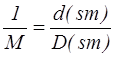 1/M = d(sm)/D(sm)